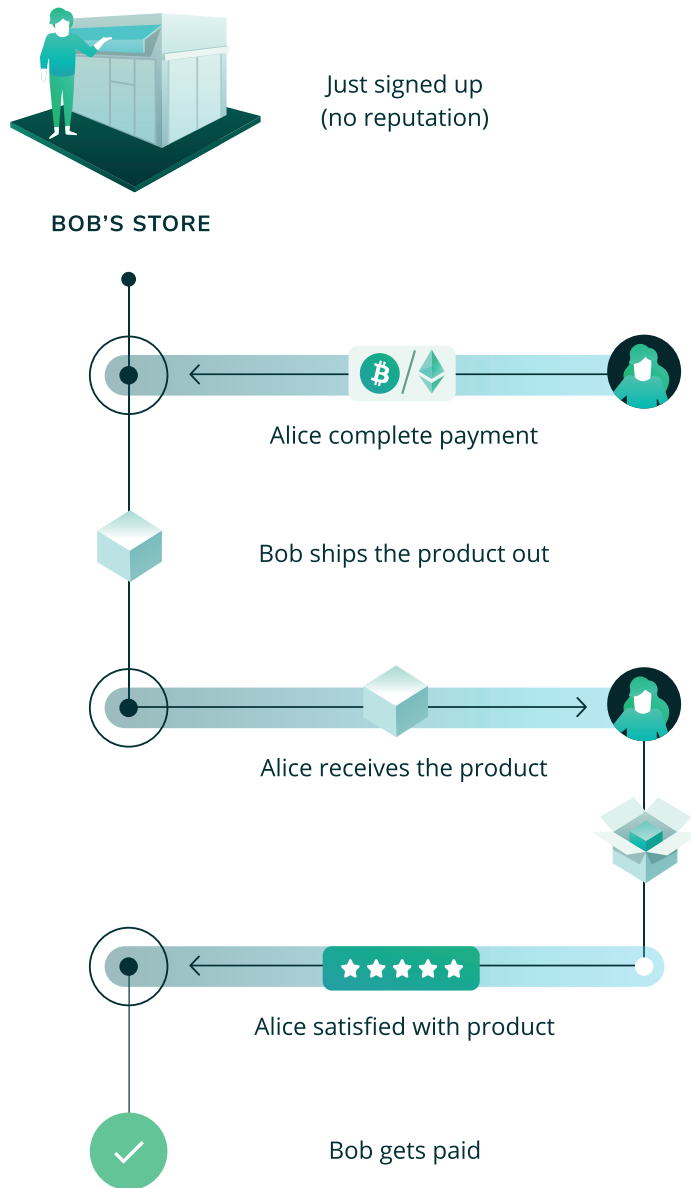 Just signed up
(no reputation)
BOB’S STORE
Alice complete payment
Bob ships the product out
Alice receives the product
Alice satisfied with product
Bob gets paid